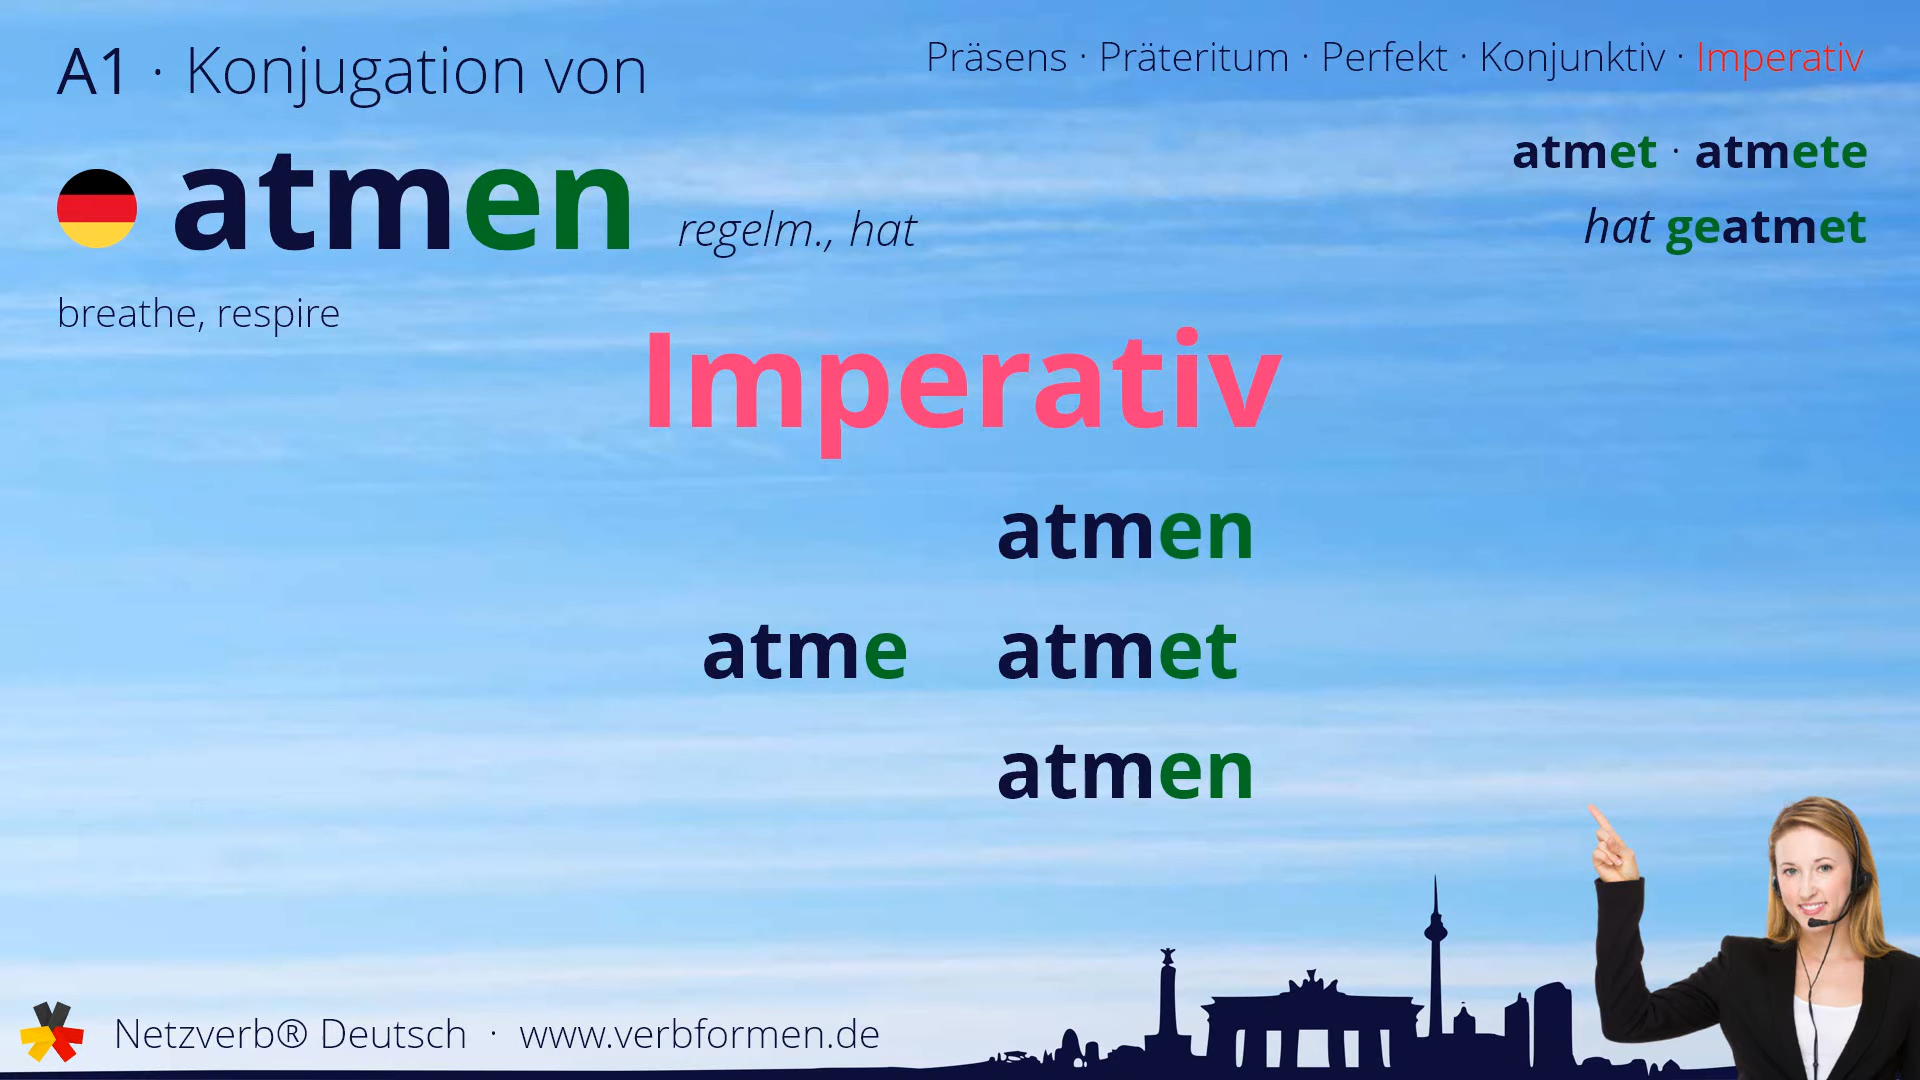 A1 · Konjugation von
Präsens · Präteritum · Perfekt · Konjunktiv · Imperativ
atmen regelm., hat
atmet · atmete
hat geatmet
breathe, respire
Imperativ
atmen
atme atmet
atmen
Netzverb® Deutsch · www.verbformen.de